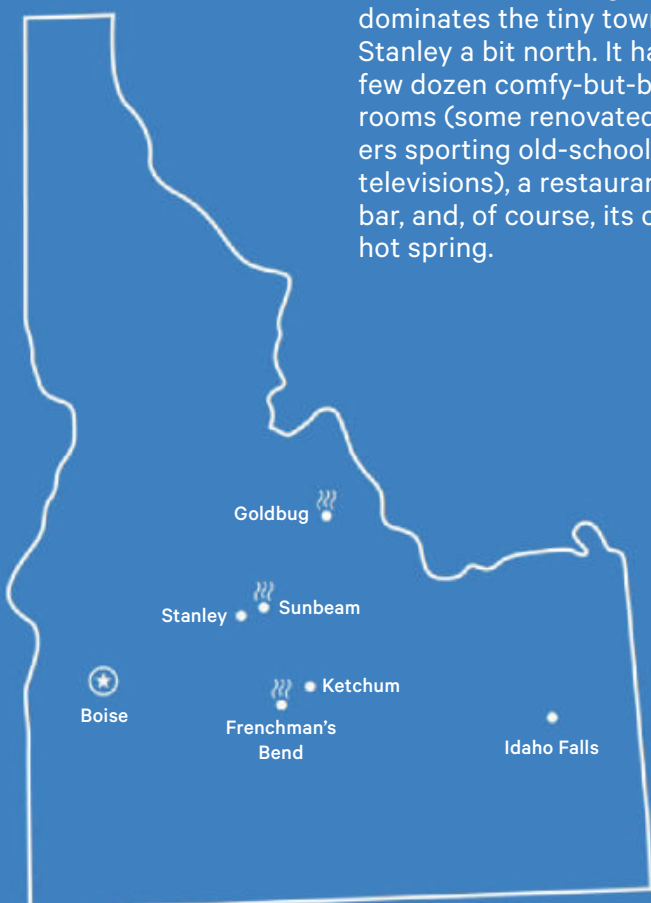 dominates the tiny town
Stanley a bit north. It ha
few dozen comfy-but-b
rooms (some renovated
ers sporting old-school
televisions), a restauran
bar, and, of course, its o
hot spring.
Goldbug
Stanley
Sunbeam
Boise
Ketchum
Frenchman's
Bend
Idaho Falls